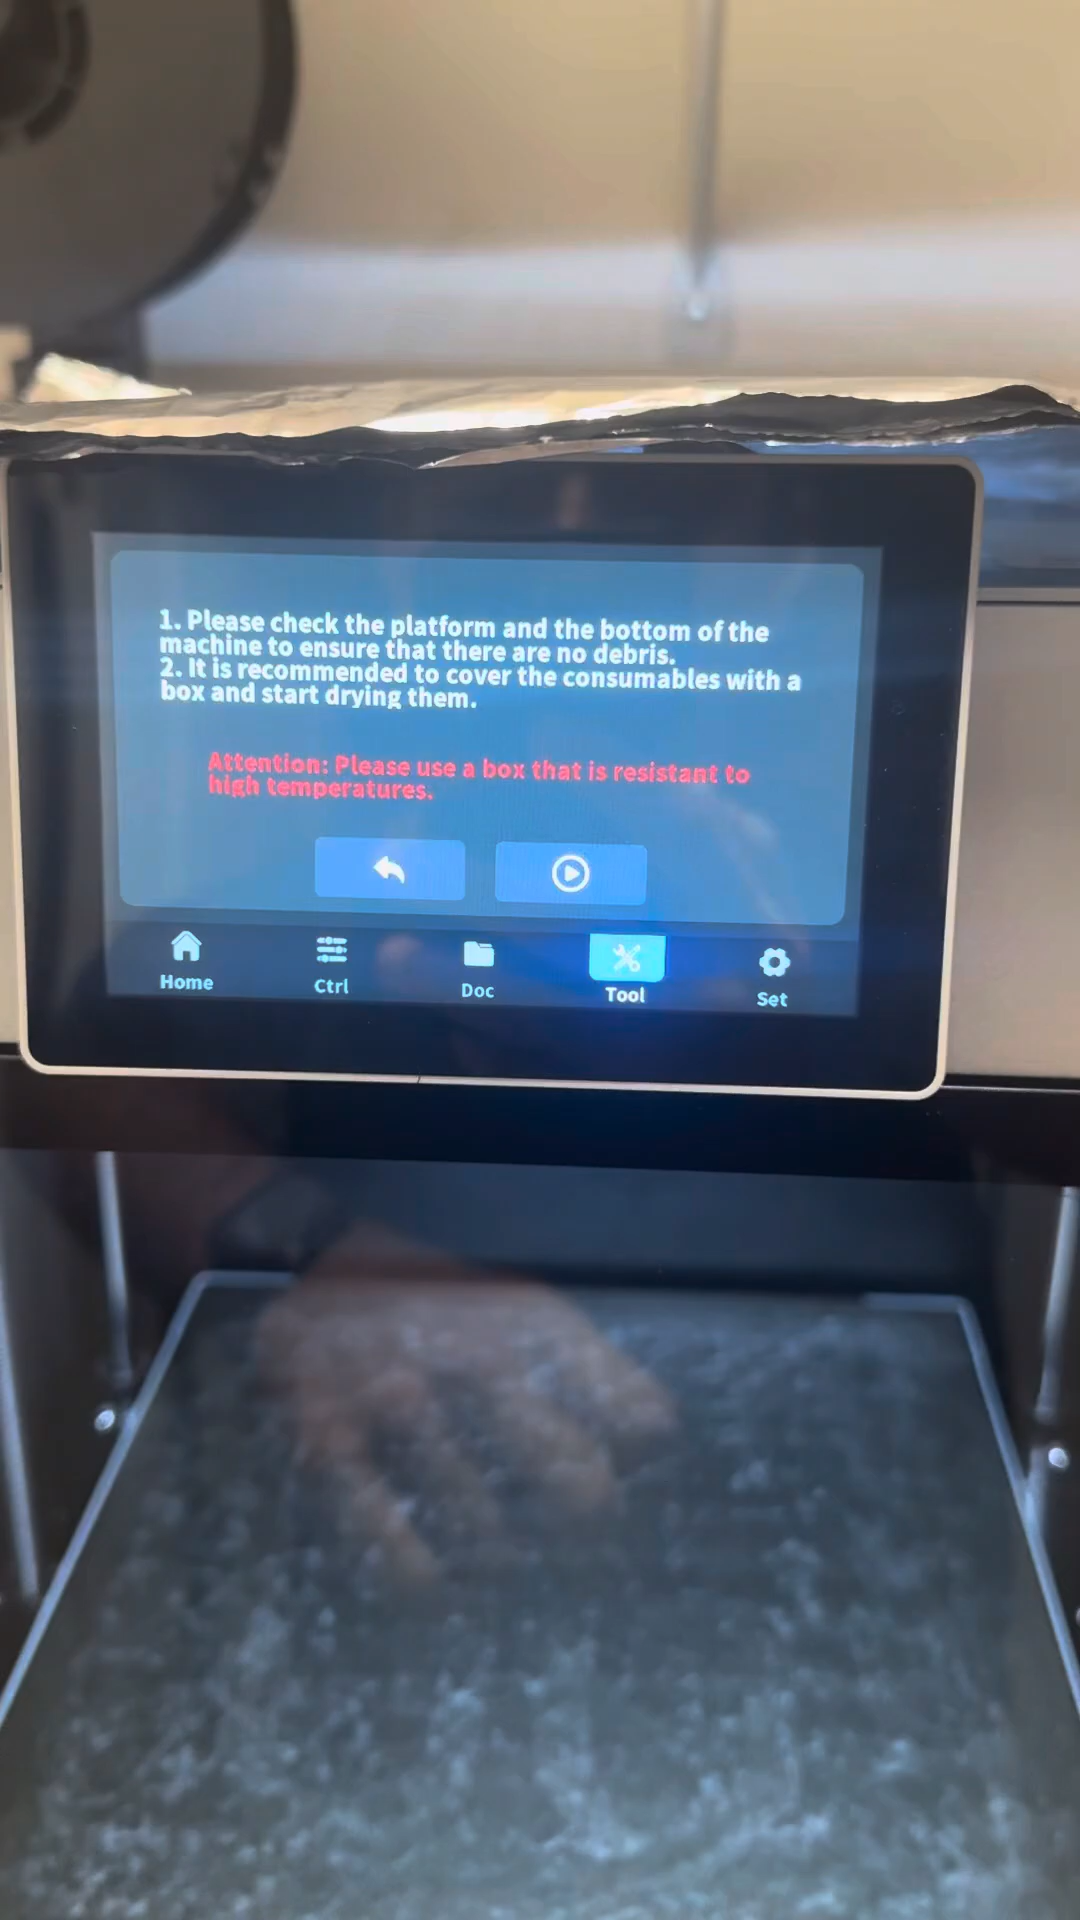 1. Please check the platform and the bottom of the
machine to ensure that there are no debris.
2. It is recommended to cover the consumables with a
box and start drying them.
Attention: Please use a box that is resistant to
high temperatures.
Home
Ctrl
Doc
Tool
Set